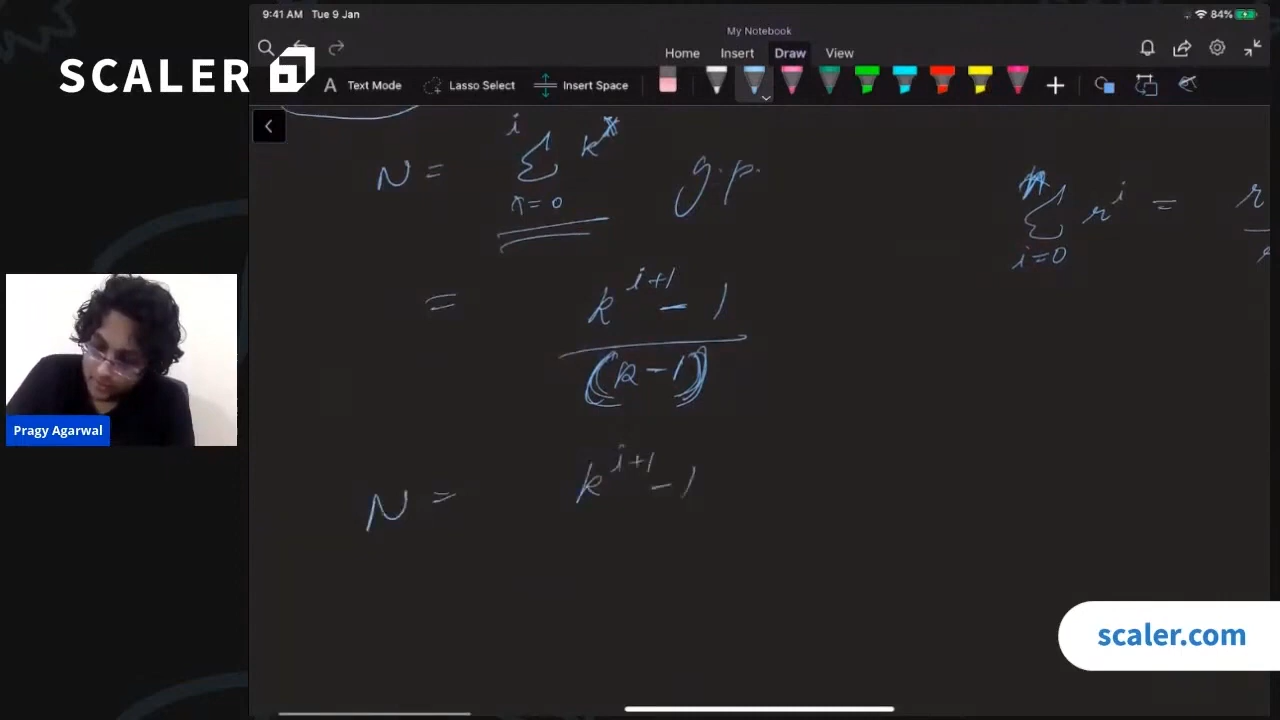 9:41 AM Tue 9 Jan
84%
My Notebook
Home Insert Draw View
SCALER
Text Mode Lasso Select Insert Space
i
N = Σ k^x g.p.
x=0
Σ r^i = r
i=0
= k^(i+1) - 1
(k-1)
Pragy Agarwal
N = k^(i+1) - 1
scaler.com